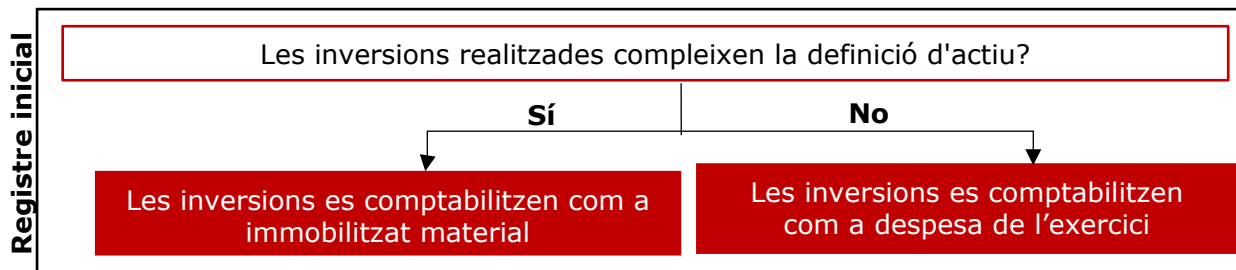 Registre inicial
Les inversions realitzades compleixen la definició d'actiu?
Sí
No
Les inversions es comptabilitzen com a
immobilitzat material
Les inversions es comptabilitzen
com a despesa de l’exercici